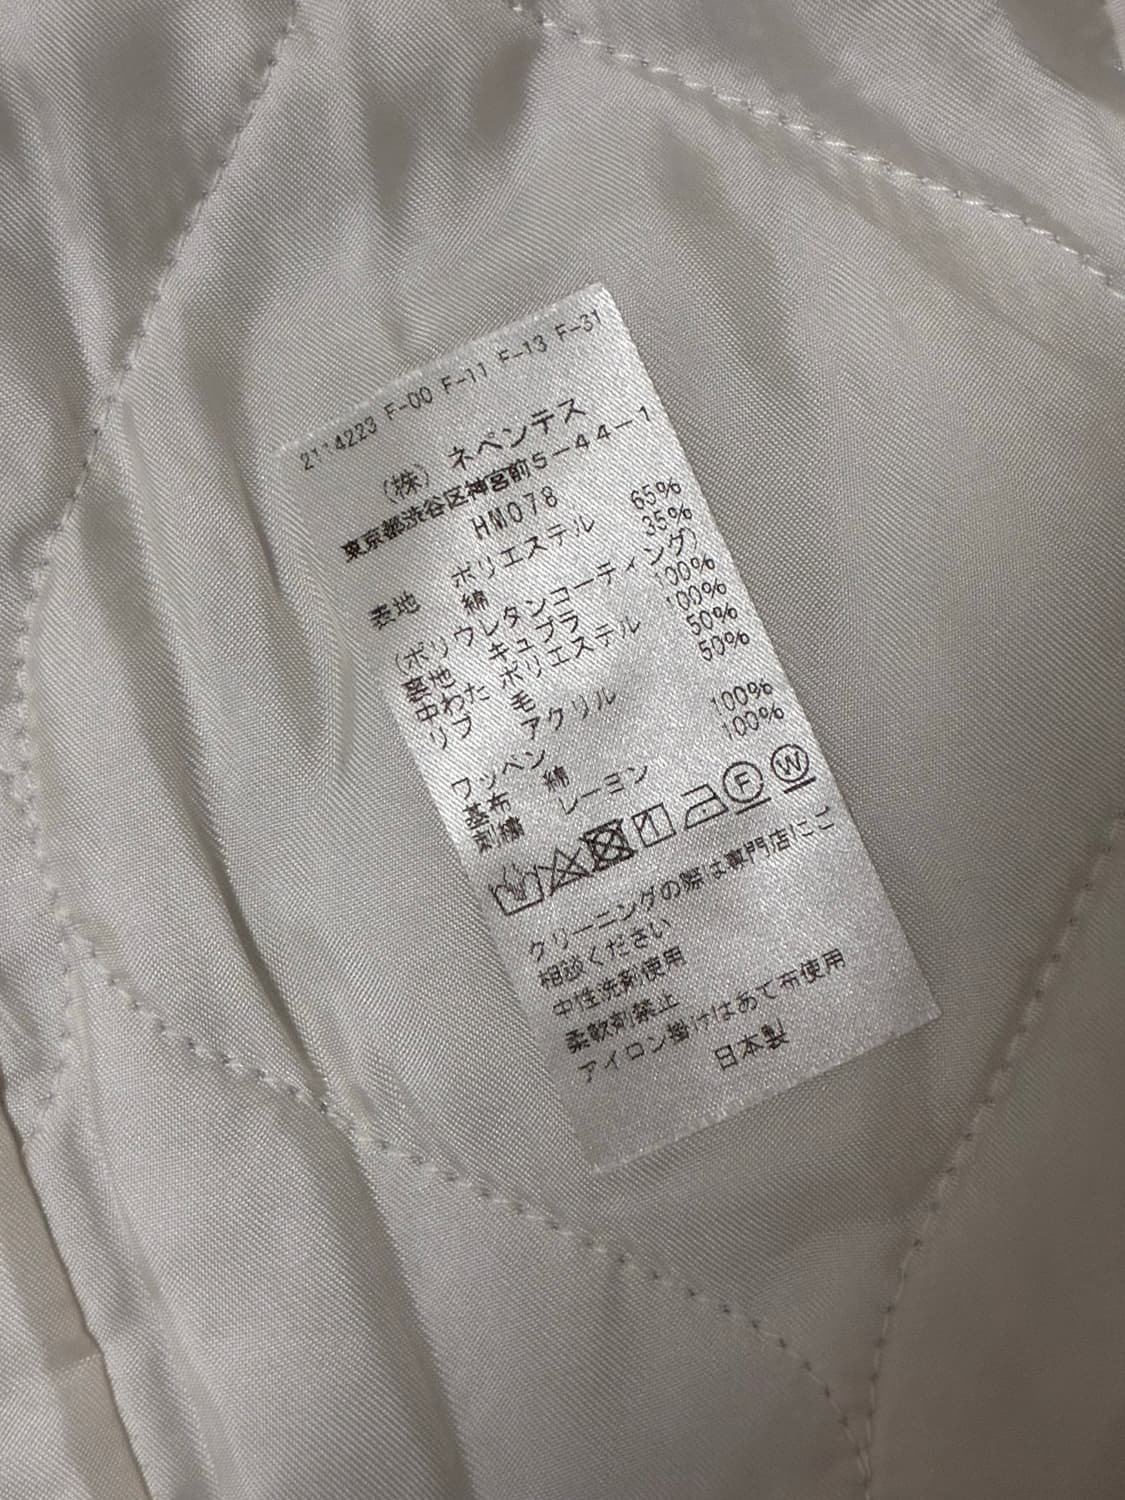 2114223 F-00 F-11 F-13 F-31
(株) ネペンテス
東京都渋谷区神宮前5-44-1
HM078
表地 ポリエステル 65%
綿 35%
(ポリウレタンコーティング)
裏地 キュプラ 100%
中わた ポリエステル 100%
リブ 毛 50%
アクリル 50%
ワッペン
基布 綿 100%
刺繍 レーヨン 100%
F W
クリーニングの際は専門店にご
相談ください
中性洗剤使用
柔軟剤禁止
アイロン掛けはあて布使用
日本製